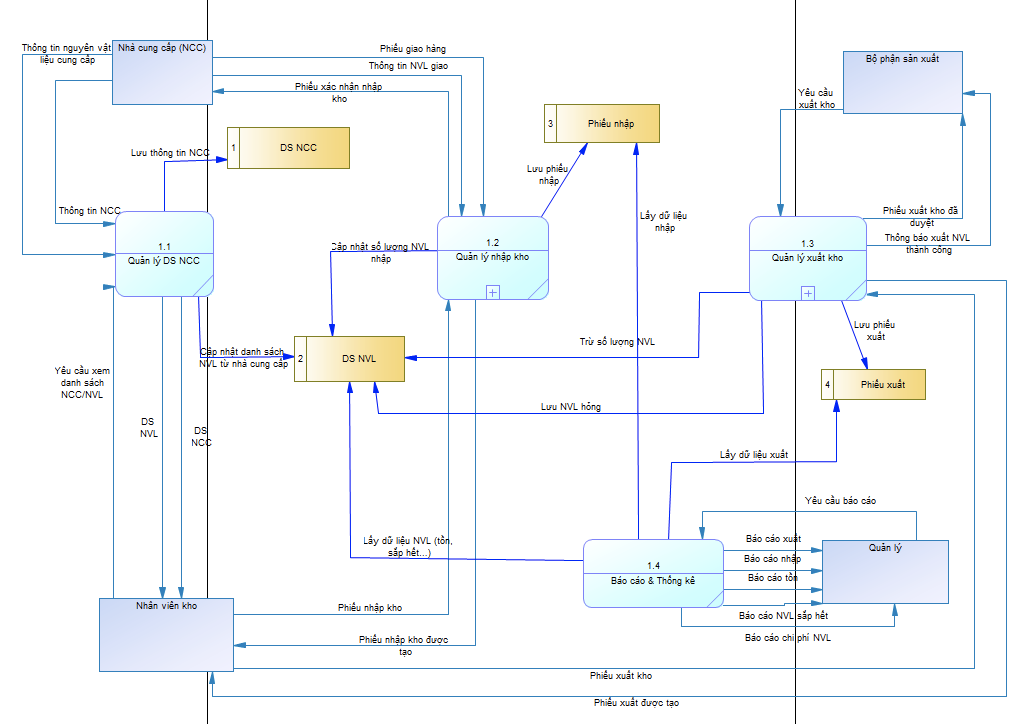 Thông tin nguyên vật
liệu cung cấp
Nhà cung cấp (NCC)
Phiếu giao hàng
Thông tin NVL giao
Phiếu xác nhận nhập
kho
Bộ phận sản xuất
Yêu cầu
xuất kho
3
Phiếu nhập
1
DS NCC
Lưu thông tin NCC
Lưu phiếu
nhập
Thông tin NCC
Lấy dữ liệu
nhập
Phiếu xuất kho đã
duyệt
Thông báo xuất NVL
thành công
1.1
Quản lý DS NCC
Cập nhật số lượng NVL
nhập
1.2
Quản lý nhập kho
1.3
Quản lý xuất kho
Lưu phiếu
xuất
Trừ số lượng NVL
Cập nhật danh sách
NVL từ nhà cung cấp
2
DS NVL
Yêu cầu xem
danh sách
NCC/NVL
4
Phiếu xuất
Lưu NVL hỏng
DS
NVL
DS
NCC
Lấy dữ liệu xuất
Yêu cầu báo cáo
Lấy dữ liệu NVL (tồn,
sắp hết...)
Báo cáo xuất
Báo cáo nhập
Báo cáo tồn
Quản lý
1.4
Báo cáo & Thống kê
Báo cáo NVL sắp hết
Báo cáo chi phí NVL
Nhân viên kho
Phiếu nhập kho
Phiếu nhập kho được
tạo
Phiếu xuất kho
Phiếu xuất được tạo